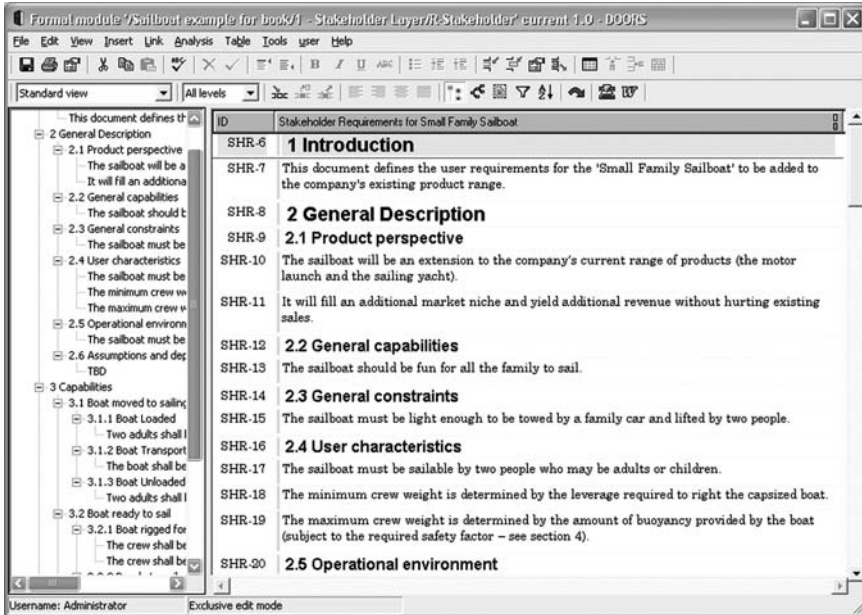 Formal module '/Sailboat example for book/1 - Stakeholder Layer/R-Stakeholder' current 1.0 - DOORS
File Edit View Insert Link Analysis Table Tools user Help
B I U ABC
Standard view All levels
This document defines th
2 General Description
2.1 Product perspective
The sailboat will be a
It will fill an additiona
2.2 General capabilities
The sailboat should b
2.3 General constraints
The sailboat must be
2.4 User characteristics
The sailboat must be
The minimum crew we
The maximum crew w
2.5 Operational environm
The sailboat must be
2.6 Assumptions and dep
TBD
3 Capabilities
3.1 Boat moved to sailing
3.1.1 Boat Loaded
Two adults shall l
3.1.2 Boat Transport
The boat shall be
3.1.3 Boat Unloaded
Two adults shall l
3.2 Boat ready to sail
3.2.1 Boat rigged for
The crew shall be
The crew shall be
ID Stakeholder Requirements for Small Family Sailboat
SHR-6 1 Introduction
SHR-7 This document defines the user requirements for the 'Small Family Sailboat' to be added to
the company's existing product range.
SHR-8 2 General Description
SHR-9 2.1 Product perspective
SHR-10 The sailboat will be an extension to the company's current range of products (the motor
launch and the sailing yacht).
SHR-11 It will fill an additional market niche and yield additional revenue without hurting existing
sales.
SHR-12 2.2 General capabilities
SHR-13 The sailboat should be fun for all the family to sail.
SHR-14 2.3 General constraints
SHR-15 The sailboat must be light enough to be towed by a family car and lifted by two people.
SHR-16 2.4 User characteristics
SHR-17 The sailboat must be sailable by two people who may be adults or children.
SHR-18 The minimum crew weight is determined by the leverage required to right the capsized boat.
SHR-19 The maximum crew weight is determined by the amount of buoyancy provided by the boat
(subject to the required safety factor – see section 4).
SHR-20 2.5 Operational environment
Username: Administrator Exclusive edit mode